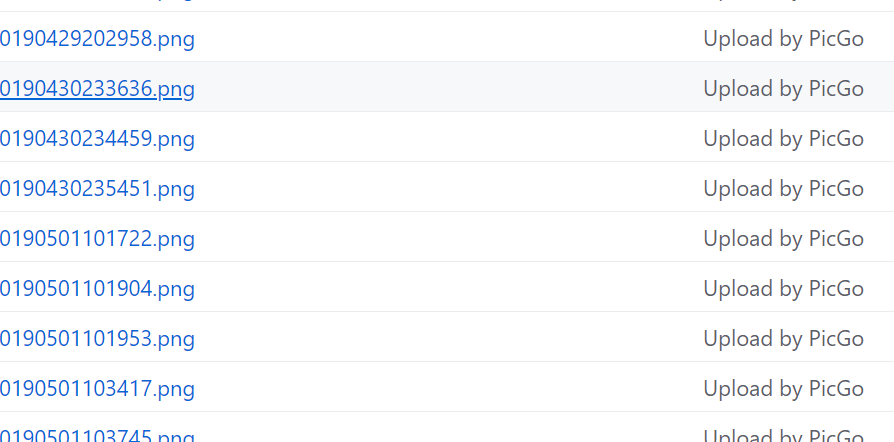 0190429202958.png Upload by PicGo
0190430233636.png Upload by PicGo
0190430234459.png Upload by PicGo
0190430235451.png Upload by PicGo
0190501101722.png Upload by PicGo
0190501101904.png Upload by PicGo
0190501101953.png Upload by PicGo
0190501103417.png Upload by PicGo
0190501103745.png Upload by PicGo